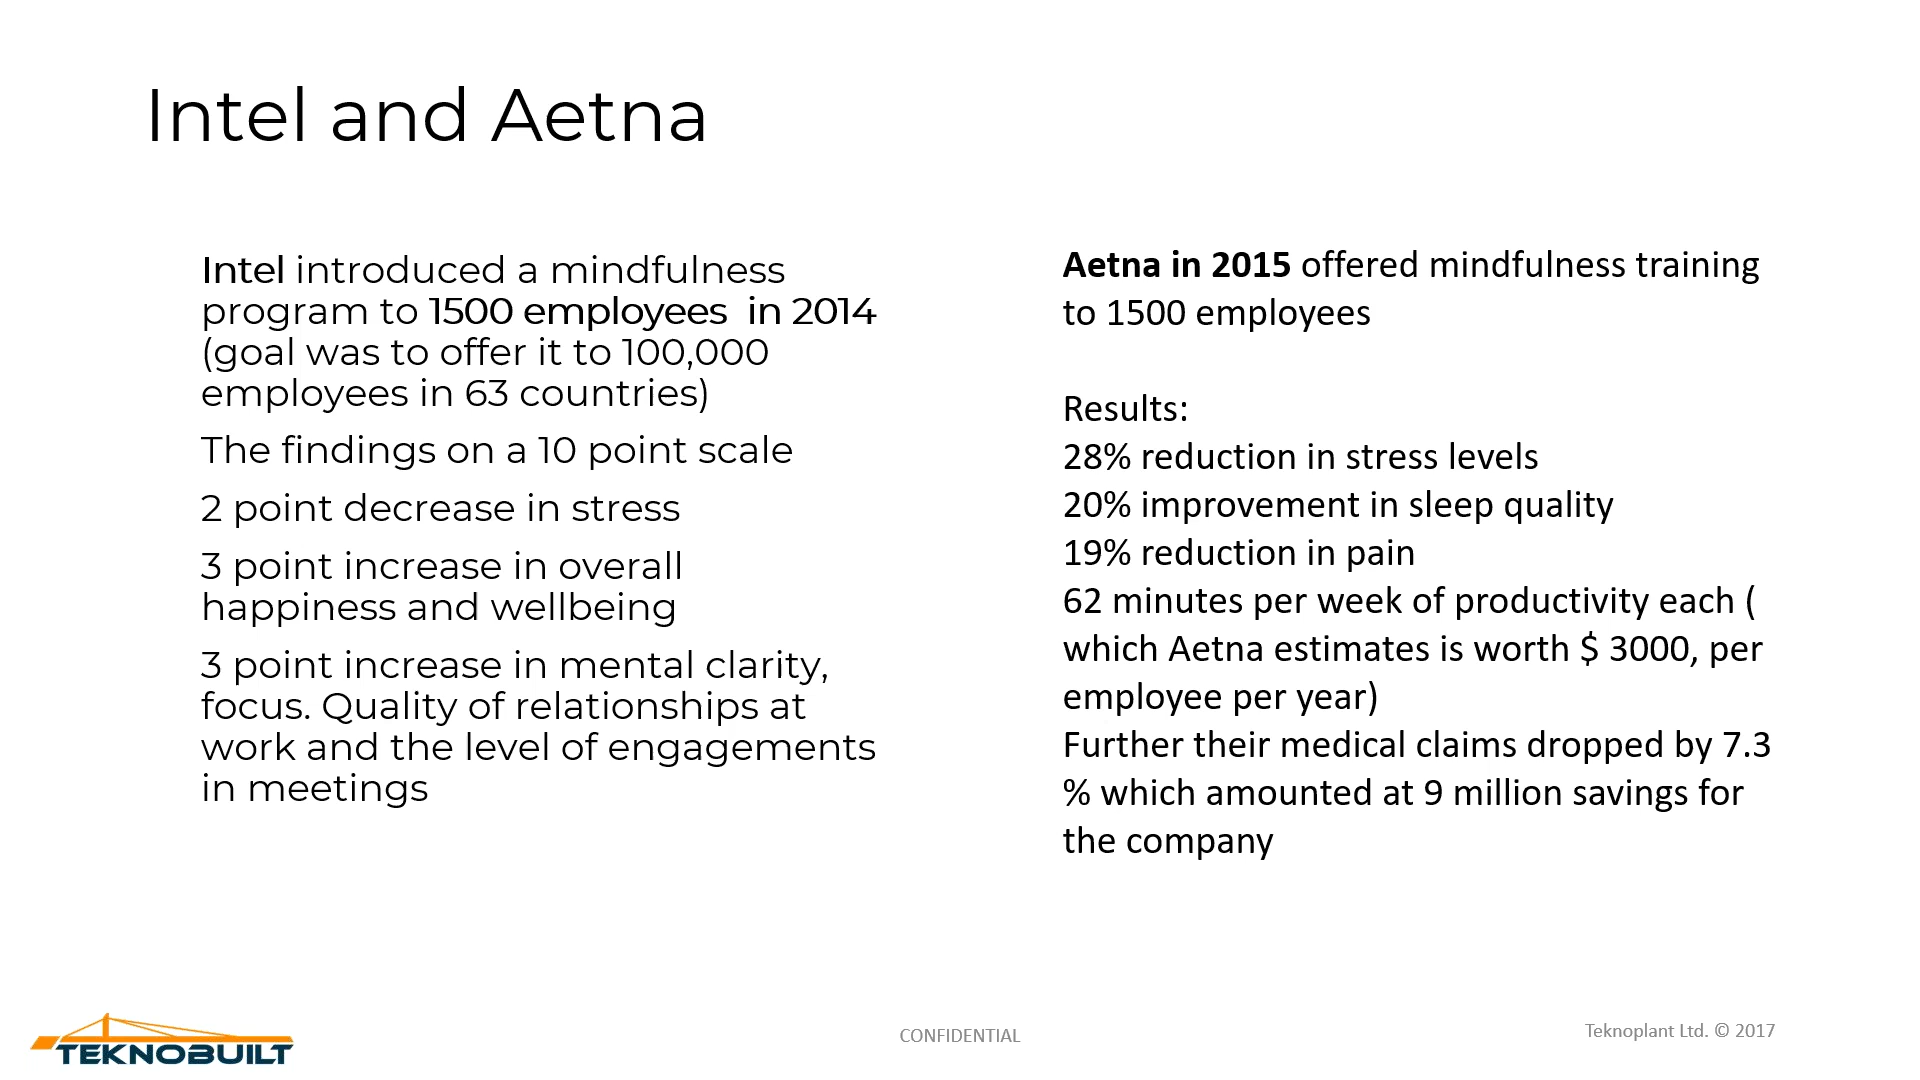 Intel and Aetna
Intel introduced a mindfulness
program to 1500 employees  in 2014
(goal was to offer it to 100,000
employees in 63 countries)
The findings on a 10 point scale
2 point decrease in stress
3 point increase in overall
happiness and wellbeing
3 point increase in mental clarity,
focus. Quality of relationships at
work and the level of engagements
in meetings
Aetna in 2015 offered mindfulness training
to 1500 employees
Results:
28% reduction in stress levels
20% improvement in sleep quality
19% reduction in pain
62 minutes per week of productivity each (
which Aetna estimates is worth $ 3000, per
employee per year)
Further their medical claims dropped by 7.3
% which amounted at 9 million savings for
the company
TEKNOBUILT
CONFIDENTIAL
Teknoplant Ltd. © 2017